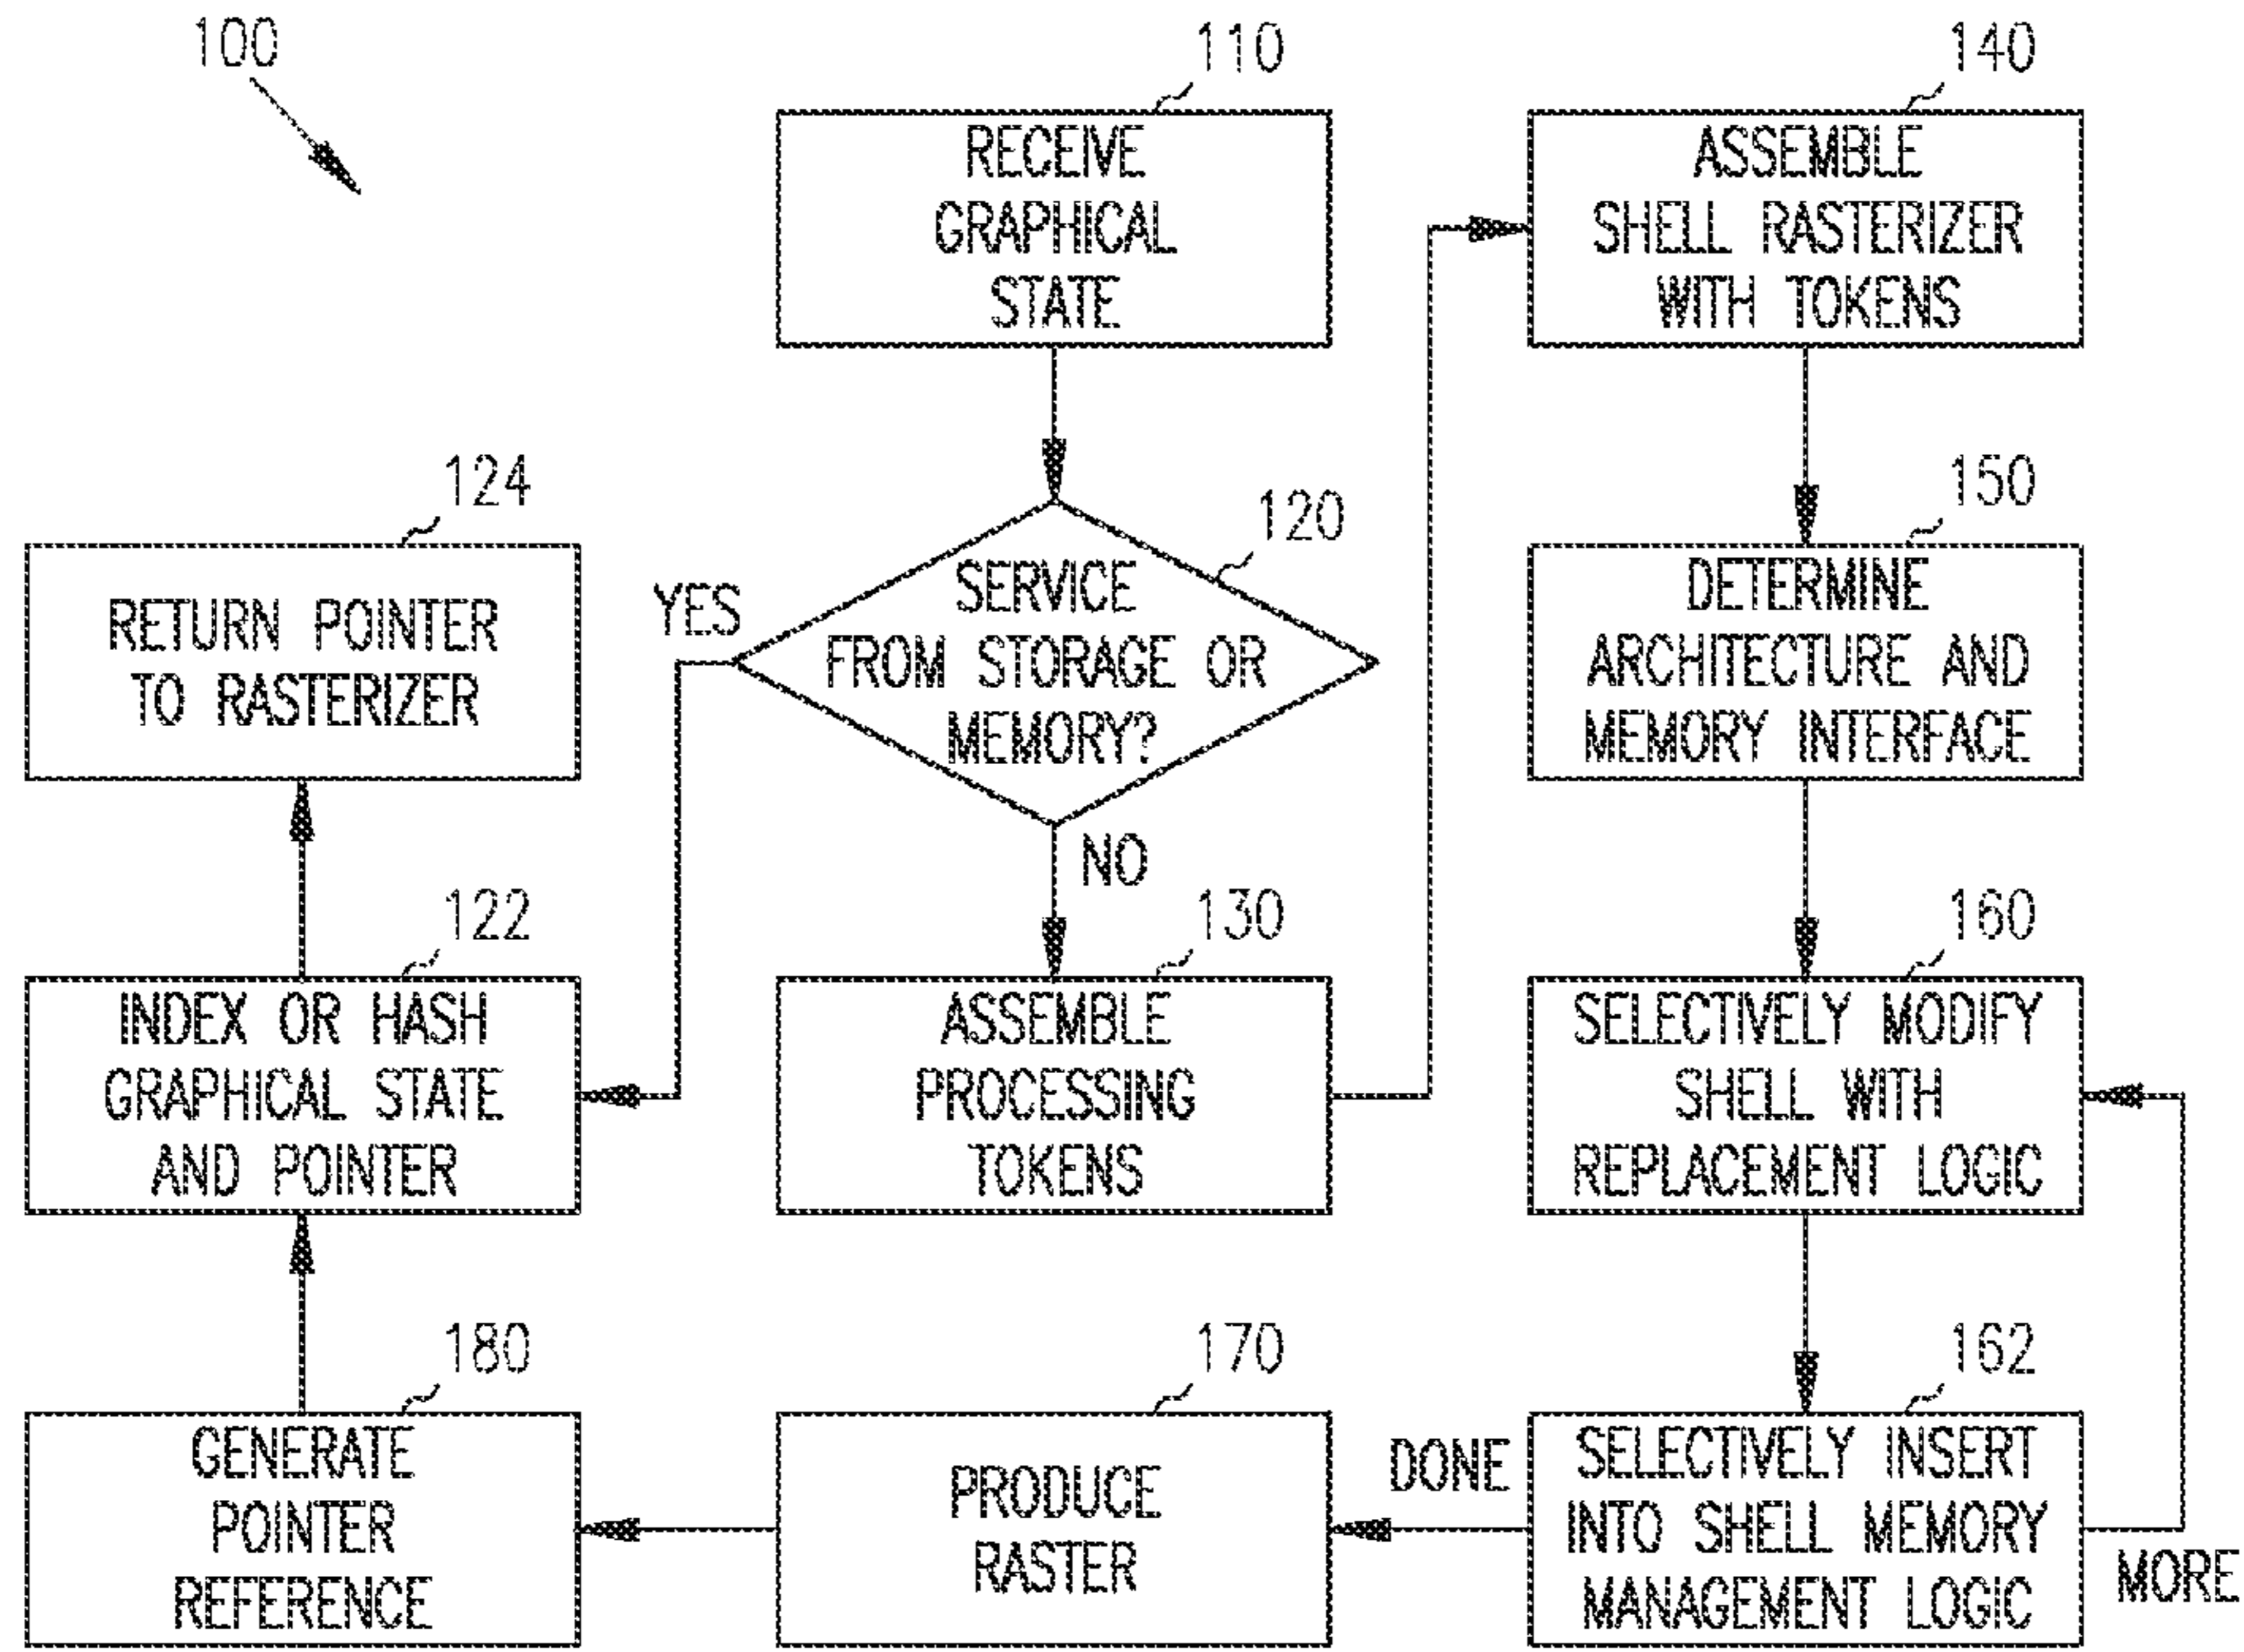 100
110
RECEIVE
GRAPHICAL
STATE
140
ASSEMBLE
SHELL RASTERIZER
WITH TOKENS
124
RETURN POINTER
TO RASTERIZER
120
YES
SERVICE
FROM STORAGE OR
MEMORY?
NO
150
DETERMINE
ARCHITECTURE AND
MEMORY INTERFACE
122
INDEX OR HASH
GRAPHICAL STATE
AND POINTER
130
ASSEMBLE
PROCESSING
TOKENS
160
SELECTIVELY MODIFY
SHELL WITH
REPLACEMENT LOGIC
180
GENERATE
POINTER
REFERENCE
170
PRODUCE
RASTER
DONE
162
SELECTIVELY INSERT
INTO SHELL MEMORY
MANAGEMENT LOGIC
MORE